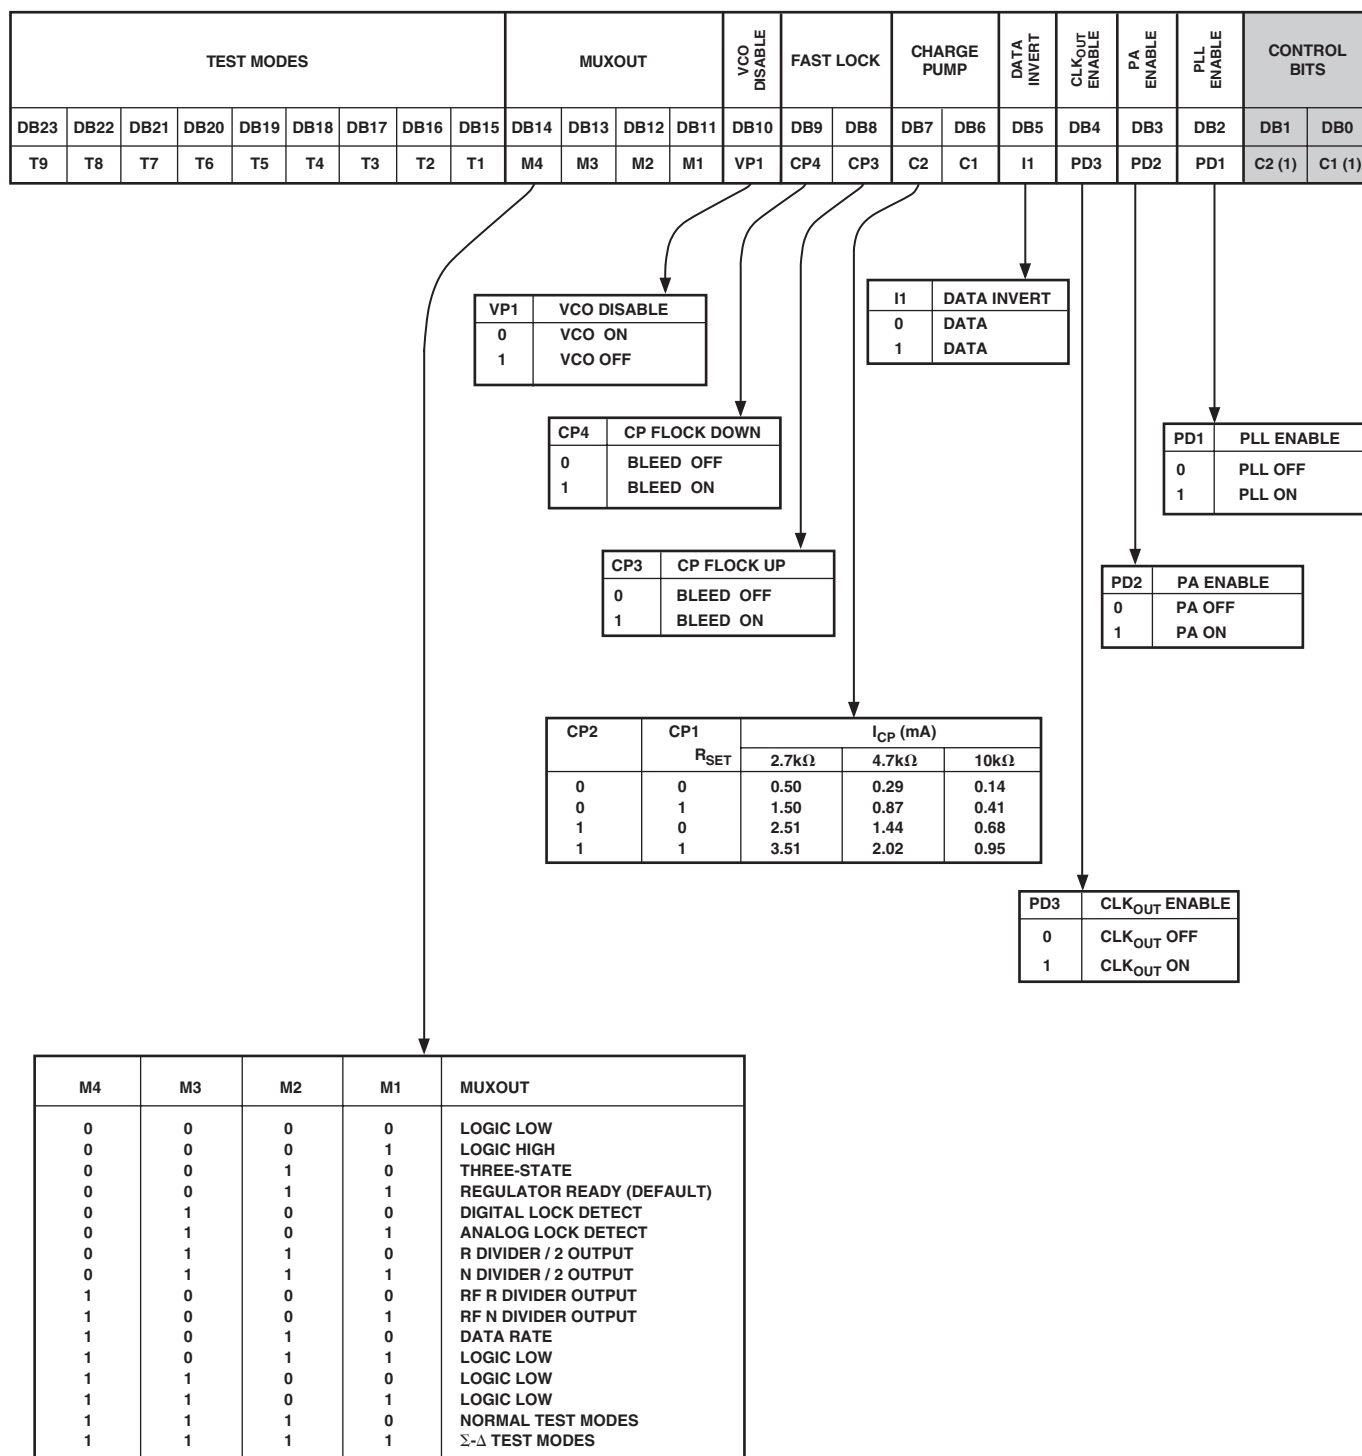 TEST MODES MUXOUT VCO DISABLE FAST LOCK CHARGE PUMP DATA INVERT CLKOUT ENABLE PA ENABLE PLL ENABLE CONTROL BITS
DB23 DB22 DB21 DB20 DB19 DB18 DB17 DB16 DB15 DB14 DB13 DB12 DB11 DB10 DB9 DB8 DB7 DB6 DB5 DB4 DB3 DB2 DB1 DB0
T9 T8 T7 T6 T5 T4 T3 T2 T1 M4 M3 M2 M1 VP1 CP4 CP3 C2 C1 I1 PD3 PD2 PD1 C2 (1) C1 (1)
VP1 VCO DISABLE
0 VCO ON
1 VCO OFF
I1 DATA INVERT
0 DATA
1 DATA
CP4 CP FLOCK DOWN
0 BLEED OFF
1 BLEED ON
PD1 PLL ENABLE
0 PLL OFF
1 PLL ON
CP3 CP FLOCK UP
0 BLEED OFF
1 BLEED ON
PD2 PA ENABLE
0 PA OFF
1 PA ON
CP2 CP1 ICP (mA)
RSET 2.7kΩ 4.7kΩ 10kΩ
0 0 0.50 0.29 0.14
0 1 1.50 0.87 0.41
1 0 2.51 1.44 0.68
1 1 3.51 2.02 0.95
PD3 CLKOUT ENABLE
0 CLKOUT OFF
1 CLKOUT ON
M4 M3 M2 M1 MUXOUT
0 0 0 0 LOGIC LOW
0 0 0 1 LOGIC HIGH
0 0 1 0 THREE-STATE
0 0 1 1 REGULATOR READY (DEFAULT)
0 1 0 0 DIGITAL LOCK DETECT
0 1 0 1 ANALOG LOCK DETECT
0 1 1 0 R DIVIDER / 2 OUTPUT
0 1 1 1 N DIVIDER / 2 OUTPUT
1 0 0 0 RF R DIVIDER OUTPUT
1 0 0 1 RF N DIVIDER OUTPUT
1 0 1 0 DATA RATE
1 0 1 1 LOGIC LOW
1 1 0 0 LOGIC LOW
1 1 0 1 LOGIC LOW
1 1 1 0 NORMAL TEST MODES
1 1 1 1 Σ-Δ TEST MODES